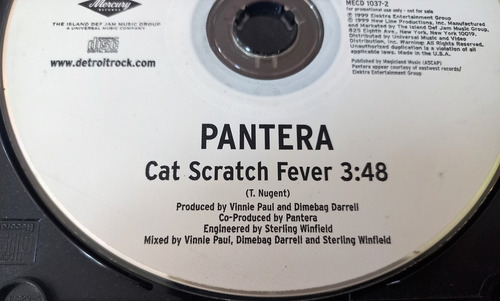 Mercury
RECORDS
THE ISLAND DEF JAM MUSIC GROUP
A UNIVERSAL MUSIC COMPANY
COMPACT
disc
www.detroitrock.com
MECD 1037-2
for promotional use only - not for sale
℗ 1999 Elektra Entertainment Group
© 1999 New Line Productions, Inc. Manufactured
and Marketed by The Island Def Jam Music Group,
825 Eighth Ave., New York, New York 10019.
Distributed by Universal Music and Video
Distribution, Inc. Warning: All Rights Reserved.
Unauthorized duplication is a violation of all
applicable laws. Made in the U.S.A.
Published by Magicland Music (ASCAP)
Pantera appear courtesy of eastwest records/
Elektra Entertainment Group
PANTERA
Cat Scratch Fever 3:48
(T. Nugent)
Produced by Vinnie Paul and Dimebag Darrell
Co-Produced by Pantera
Engineered by Sterling Winfield
Mixed by Vinnie Paul, Dimebag Darrell and Sterling Winfield